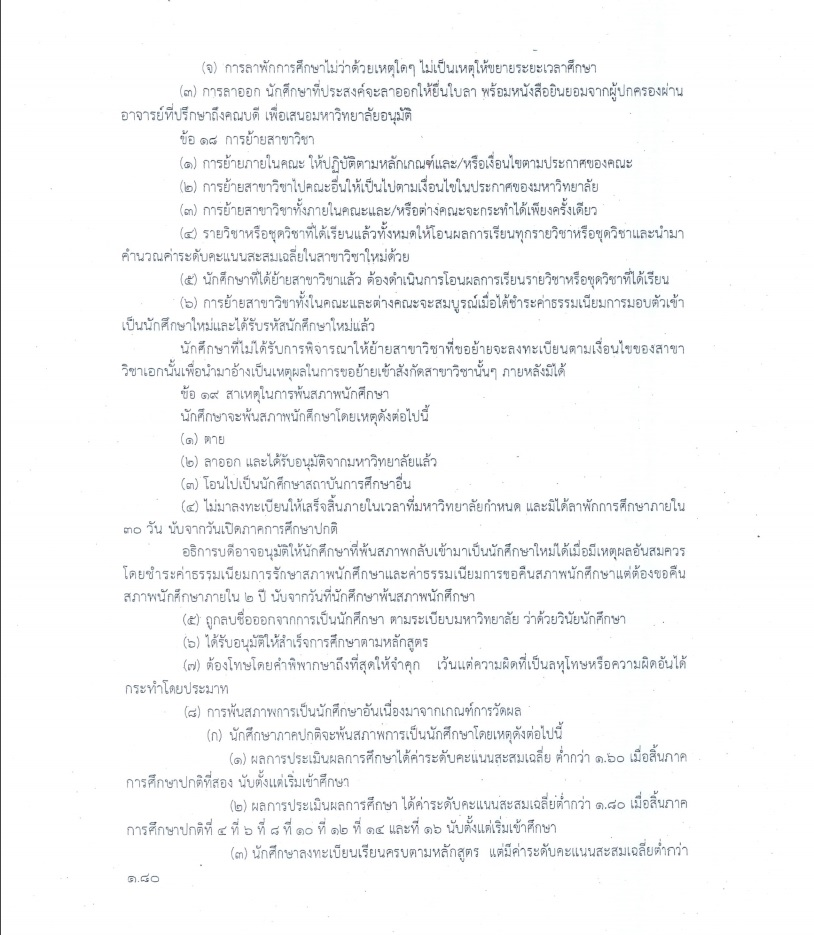 (จ) การลาพักการศึกษาไม่ว่าด้วยเหตุใดๆ ไม่เป็นเหตุให้ขยายระยะเวลาศึกษา
(๓) การลาออก นักศึกษาที่ประสงค์จะลาออกให้ยื่นใบลา พร้อมหนังสือยินยอมจากผู้ปกครองผ่าน
อาจารย์ที่ปรึกษาถึงคณบดี เพื่อเสนอมหาวิทยาลัยอนุมัติ
ข้อ ๑๘ การย้ายสาขาวิชา
(๑) การย้ายภายในคณะ ให้ปฏิบัติตามหลักเกณฑ์และ/หรือเงื่อนไขตามประกาศของคณะ
(๒) การย้ายสาขาวิชาไปคณะอื่นให้เป็นไปตามเงื่อนไขในประกาศของมหาวิทยาลัย
(๓) การย้ายสาขาวิชาทั้งภายในคณะและ/หรือต่างคณะจะกระทำได้เพียงครั้งเดียว
(๔) รายวิชาหรือชุดวิชาที่ได้เรียนแล้วทั้งหมดให้โอนผลการเรียนทุกรายวิชาหรือชุดวิชาและนำมา
คำนวณค่าระดับคะแนนสะสมเฉลี่ยในสาขาวิชาใหม่ด้วย
(๕) นักศึกษาที่ได้ย้ายสาขาวิชาแล้ว ต้องดำเนินการโอนผลการเรียนรายวิชาหรือชุดวิชาที่ได้เรียน
(๖) การย้ายสาขาวิชาทั้งในคณะและต่างคณะจะสมบูรณ์เมื่อได้ชำระค่าธรรมเนียมการมอบตัวเข้า
เป็นนักศึกษาใหม่และได้รับรหัสนักศึกษาใหม่แล้ว
นักศึกษาที่ไม่ได้รับการพิจารณาให้ย้ายสาขาวิชาที่ขอย้ายจะลงทะเบียนตามเงื่อนไขของสาขา
วิชาเอกนั้นเพื่อนำมาอ้างเป็นเหตุผลในการขอย้ายเข้าสังกัดสาขาวิชานั้นๆ ภายหลังมิได้
ข้อ ๑๙ สาเหตุในการพ้นสภาพนักศึกษา
นักศึกษาจะพ้นสภาพนักศึกษาโดยเหตุดังต่อไปนี้
(๑) ตาย
(๒) ลาออก และได้รับอนุมัติจากมหาวิทยาลัยแล้ว
(๓) โอนไปเป็นนักศึกษาสถาบันการศึกษาอื่น
(๔) ไม่มาลงทะเบียนให้เสร็จสิ้นภายในเวลาที่มหาวิทยาลัยกำหนด และมิได้ลาพักการศึกษาภายใน
๓๐ วัน นับจากวันเปิดภาคการศึกษาปกติ
อธิการบดีอาจอนุมัติให้นักศึกษาที่พ้นสภาพกลับเข้ามาเป็นนักศึกษาใหม่ได้เมื่อมีเหตุผลอันสมควร
โดยชำระค่าธรรมเนียมการรักษาสภาพนักศึกษาและค่าธรรมเนียมการขอคืนสภาพนักศึกษาแต่ต้องขอคืน
สภาพนักศึกษาภายใน ๒ ปี นับจากวันที่นักศึกษาพ้นสภาพนักศึกษา
(๕) ถูกลบชื่อออกจากการเป็นนักศึกษา ตามระเบียบมหาวิทยาลัย ว่าด้วยวินัยนักศึกษา
(๖) ได้รับอนุมัติให้สำเร็จการศึกษาตามหลักสูตร
(๗) ต้องโทษโดยคำพิพากษาถึงที่สุดให้จำคุก เว้นแต่ความผิดที่เป็นลหุโทษหรือความผิดอันได้
กระทำโดยประมาท
(๘) การพ้นสภาพการเป็นนักศึกษาอันเนื่องมาจากเกณฑ์การวัดผล
(ก) นักศึกษาภาคปกติจะพ้นสภาพการเป็นนักศึกษาโดยเหตุดังต่อไปนี้
(๑) ผลการประเมินผลการศึกษาได้ค่าระดับคะแนนสะสมเฉลี่ย ต่ำกว่า ๑.๖๐ เมื่อสิ้นภาค
การศึกษาปกติที่สอง นับตั้งแต่เริ่มเข้าศึกษา
(๒) ผลการประเมินผลการศึกษา ได้ค่าระดับคะแนนสะสมเฉลี่ยต่ำกว่า ๑.๘๐ เมื่อสิ้นภาค
การศึกษาปกติที่ ๔ ที่ ๖ ที่ ๘ ที่ ๑๐ ที่ ๑๒ ที่ ๑๔ และที่ ๑๖ นับตั้งแต่เริ่มเข้าศึกษา
(๓) นักศึกษาลงทะเบียนเรียนครบตามหลักสูตร แต่มีค่าระดับคะแนนสะสมเฉลี่ยต่ำกว่า
๑.๘๐